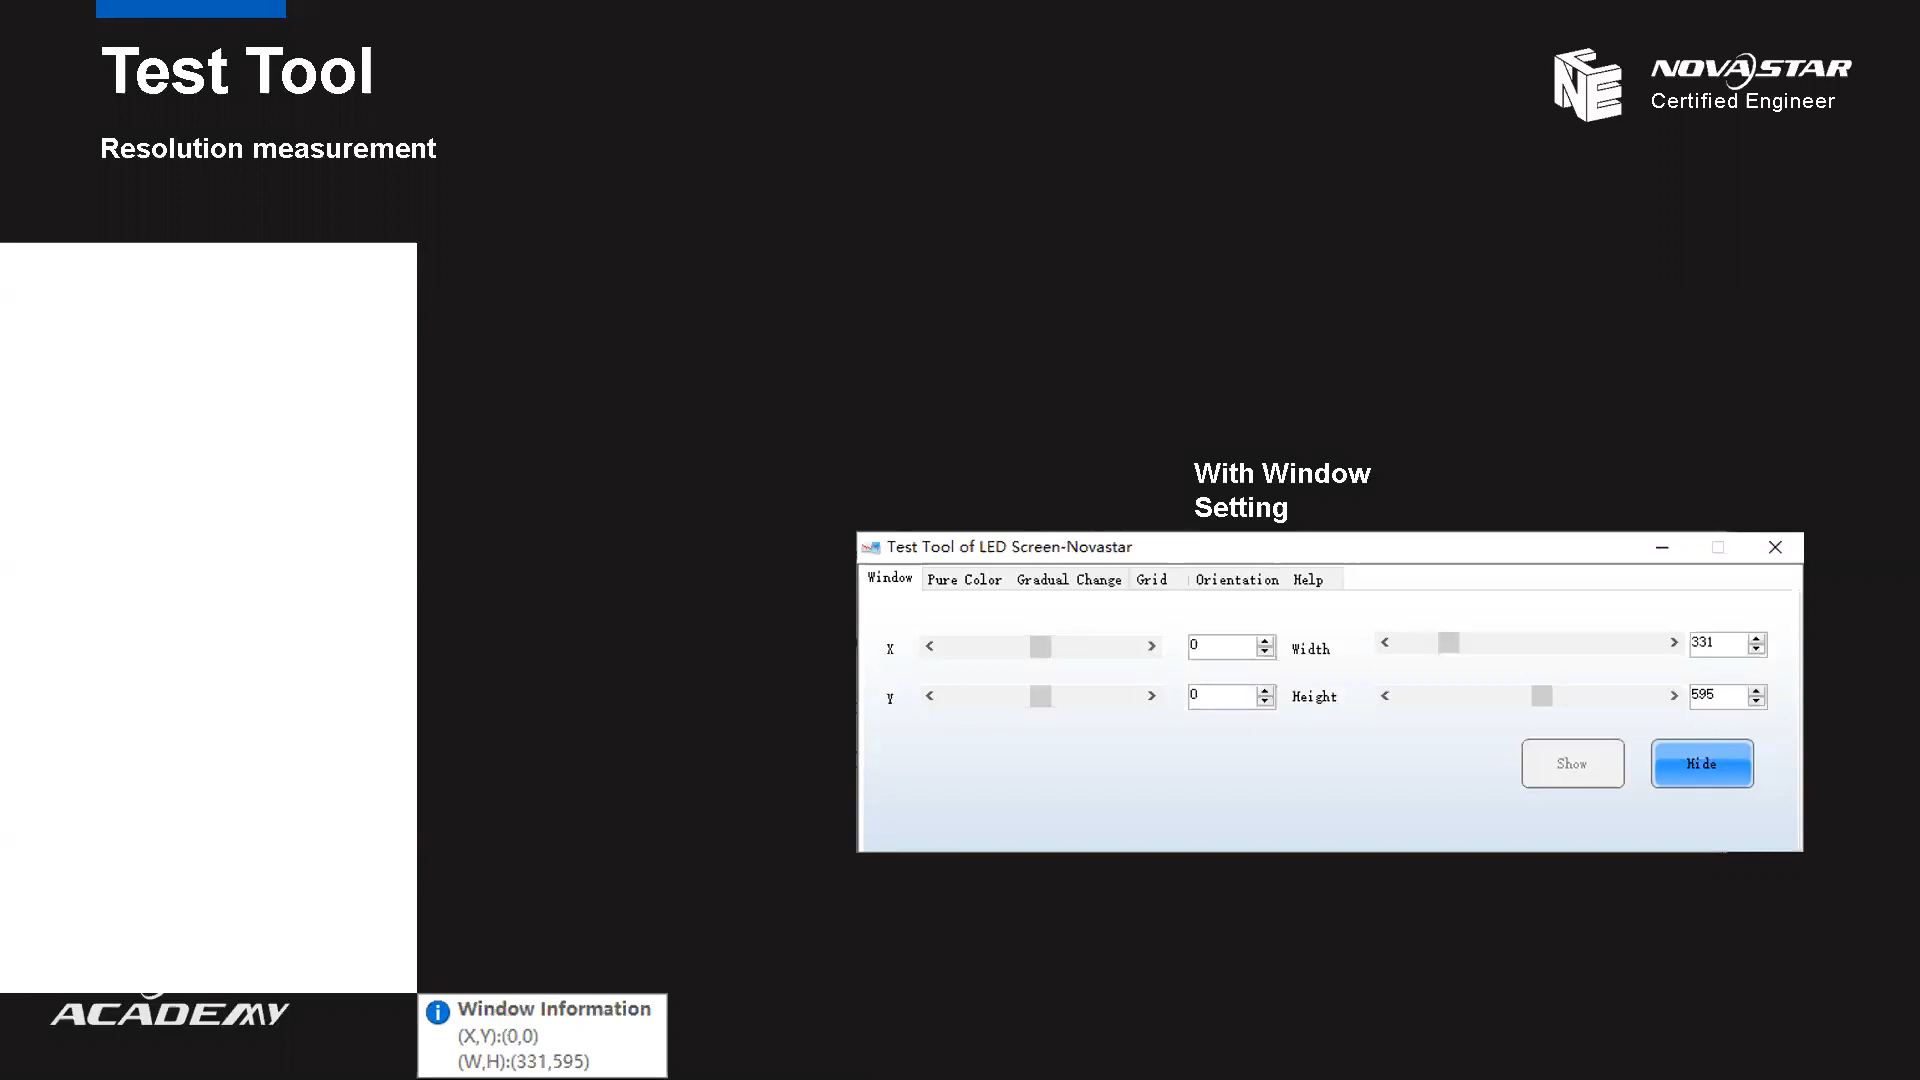 Test Tool
NOVASTAR
Certified Engineer
Resolution measurement
With Window
Setting
Test Tool of LED Screen-Novastar
Window Pure Color Gradual Change Grid Orientation Help
X 0 Width 331
Y 0 Height 595
Show Hide
ACADEMY
Window Information
(X,Y):(0,0)
(W,H):(331,595)